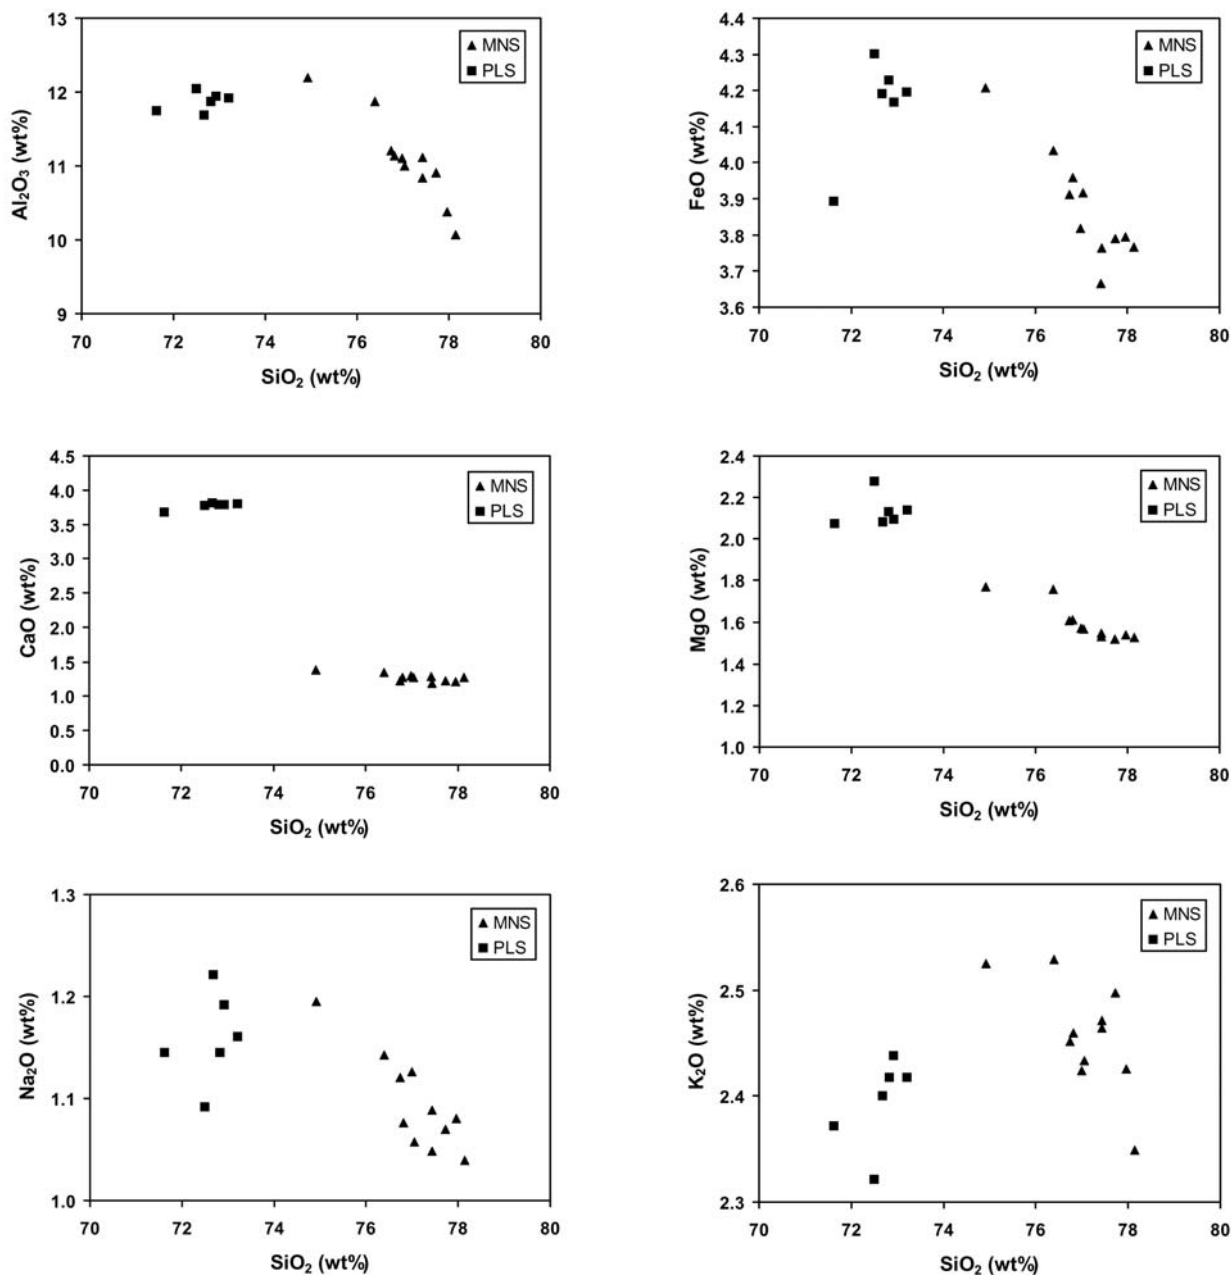 13
12
11
10
9
Al₂O₃ (wt%)
70 72 74 76 78 80
SiO₂ (wt%)
MNS
PLS
4.4
4.3
4.2
4.1
4.0
3.9
3.8
3.7
3.6
FeO (wt%)
70 72 74 76 78 80
SiO₂ (wt%)
MNS
PLS
4.5
4.0
3.5
3.0
2.5
2.0
1.5
1.0
0.5
0.0
CaO (wt%)
70 72 74 76 78 80
SiO₂ (wt%)
MNS
PLS
2.4
2.2
2.0
1.8
1.6
1.4
1.2
1.0
MgO (wt%)
70 72 74 76 78 80
SiO₂ (wt%)
MNS
PLS
1.3
1.2
1.1
1.0
Na₂O (wt%)
70 72 74 76 78 80
SiO₂ (wt%)
MNS
PLS
2.6
2.5
2.4
2.3
K₂O (wt%)
70 72 74 76 78 80
SiO₂ (wt%)
MNS
PLS